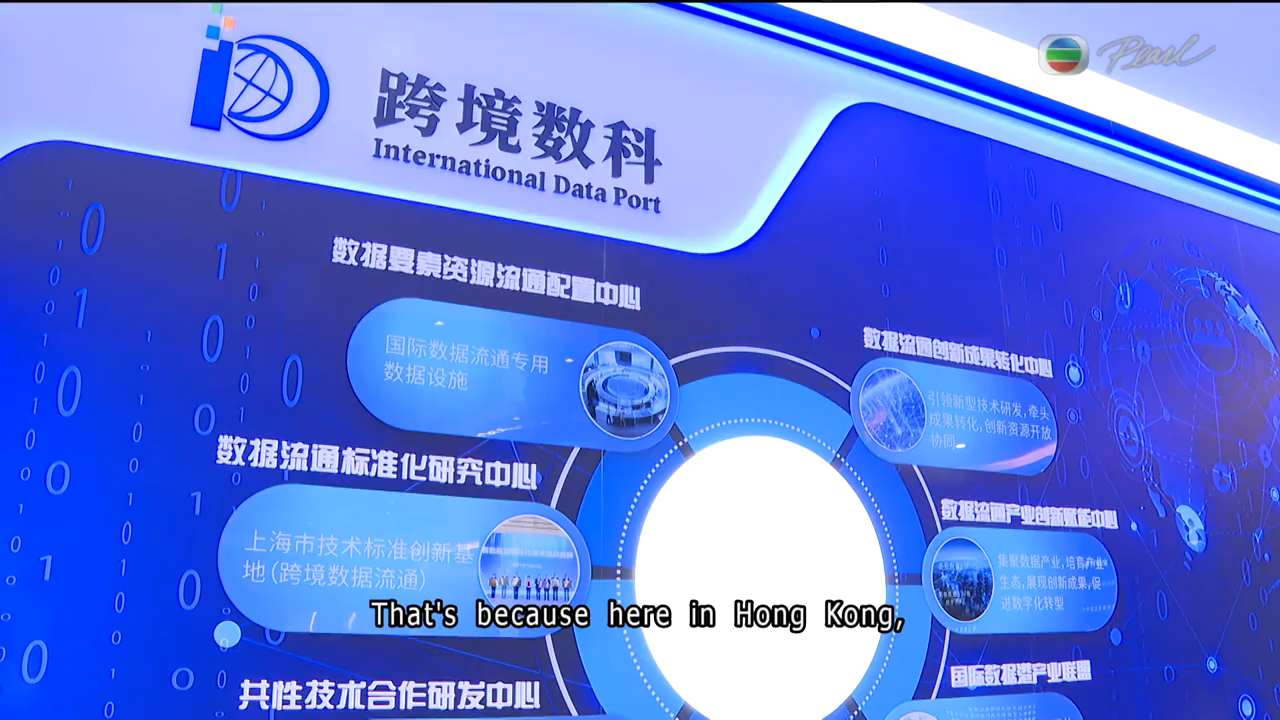 Pearl
跨境数科
International Data Port
数据要素资源流通配置中心
国际数据流通专用
数据设施
数据流通创新成果转化中心
引领新型技术研发,牵头
成果转化,创新资源开放
协同
数据流通标准化研究中心
上海市技术标准创新基
地(跨境数据流通)
数据流通产业创新赋能中心
集聚数据产业,培育产业
生态,展现创新成果,促
进数字化转型
That's because here in Hong Kong,
共性技术合作研发中心
国际数据港产业联盟